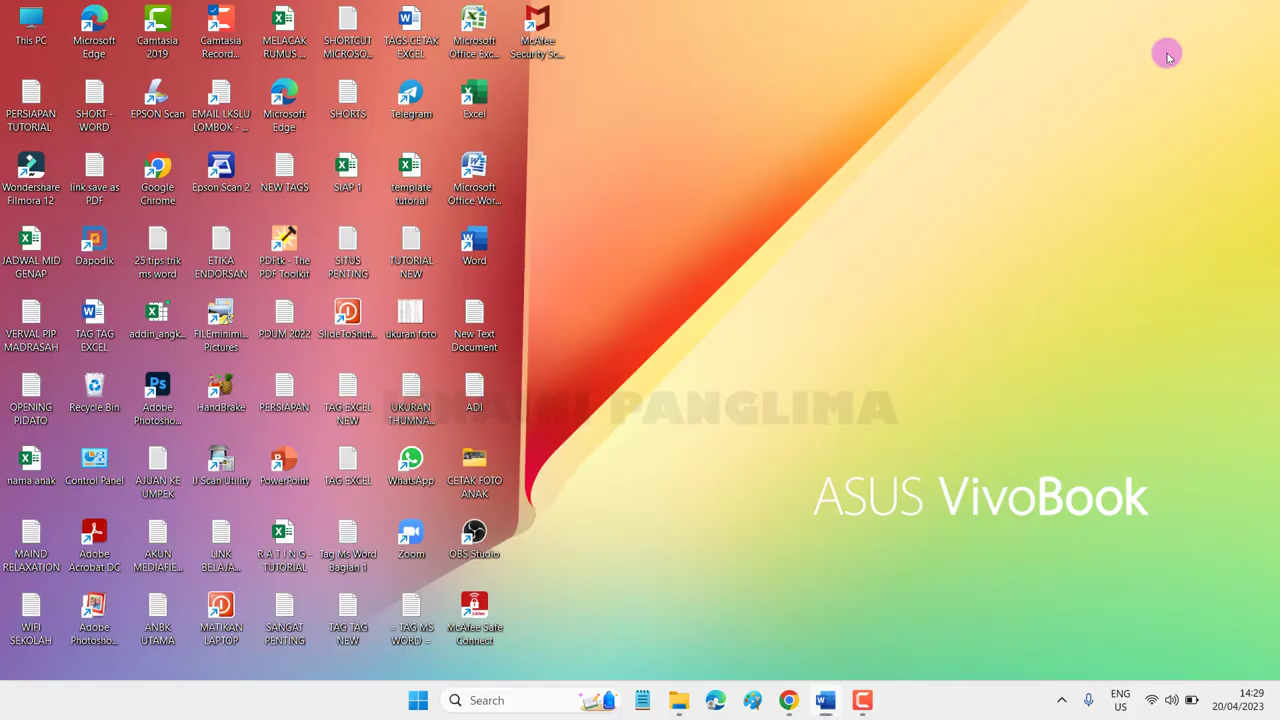 This PC
Microsoft Edge
Camtasia 2019
Camtasia Record...
MELACAK RUMUS ...
SHORTCUT MICROSO...
TAGS CETAK EXCEL
Microsoft Office Exc...
McAfee Security Sc...
PERSIAPAN TUTORIAL
SHORT - WORD
EPSON Scan
EMAIL LKSLU LOMBOK - ...
Microsoft Edge
SHORTS
Telegram
Excel
Wondershare Filmora 12
link save as PDF
Google Chrome
Epson Scan 2
NEW TAGS
SIAP 1
template tutorial
Microsoft Office Wor...
JADWAL MID GENAP
Dapodik
25 tips trik ms word
ETIKA ENDORSAN
PDFtk - The PDF Toolkit
SITUS PENTING
TUTORIAL NEW
Word
VERVAL PIP MADRASAH
TAG TAG EXCEL
addin_angk...
FILEminimi... Pictures
PDUM 2022
SlideToShut...
ukuran foto
New Text Document
OPENING PIDATO
Recycle Bin
Adobe Photosho...
HandBrake
PERSIAPAN
TAG EXCEL NEW
UKURAN THUMNA...
ADI
PANGLIMA
nama anak
Control Panel
AJUAN KE UMPEK
IJ Scan Utility
PowerPoint
TAG EXCEL
WhatsApp
CETAK FOTO ANAK
ASUS VivoBook
MAIND RELAXATION
Adobe Acrobat DC
AKUN MEDIAFIE...
LINK BELAJA...
R A T I N G - TUTORIAL
Tag Ms Word Bagian 1
Zoom
OBS Studio
WIFI SEKOLAH
Adobe Photosho...
ANBK UTAMA
MATIKAN LAPTOP
SANGAT PENTING
TAG TAG NEW
-- TAG MS WORD --
McAfee Safe Connect
Search
ENG
US
14:29
20/04/2023